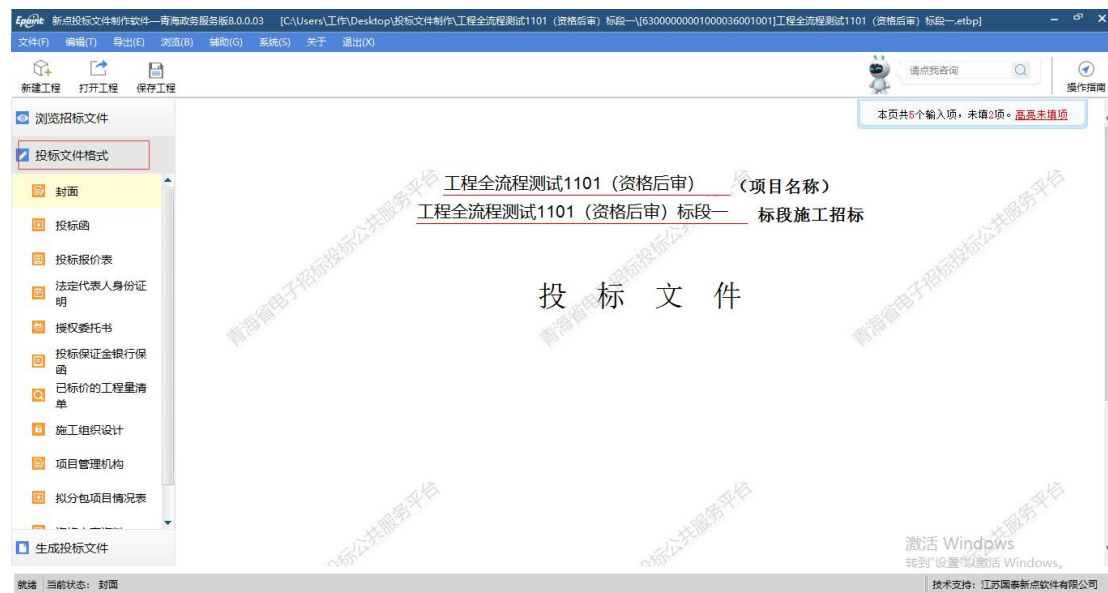 Epoint 新点投标文件制作软件—青海政务服务版8.0.0.03 [C:\Users\工作\Desktop\投标文件制作\工程全流程测试1101（资格后审）标段一\[63000000001000036001001]工程全流程测试1101（资格后审）标段一.etbp]
文件(F) 编辑(T) 导出(E) 浏览(B) 辅助(G) 系统(S) 关于 退出(X)
新建工程 打开工程 保存工程 请点我咨询 操作指南
浏览招标文件
本页共5个输入项，未填2项。高亮未填项
投标文件格式
封面
投标函
投标报价表
法定代表人身份证
明
授权委托书
投标保证金银行保
函
已标价的工程量清
单
施工组织设计
项目管理机构
拟分包项目情况表
生成投标文件
工程全流程测试1101（资格后审） （项目名称）
工程全流程测试1101（资格后审）标段一 标段施工招标
投 标 文 件
青海省电子招标投标公共服务平台
青海省电子招标投标公共服务平台
青海省电子招标投标公共服务平台
激活 Windows
转到"设置"以激活 Windows。
就绪 当前状态：封面 技术支持：江苏国泰新点软件有限公司